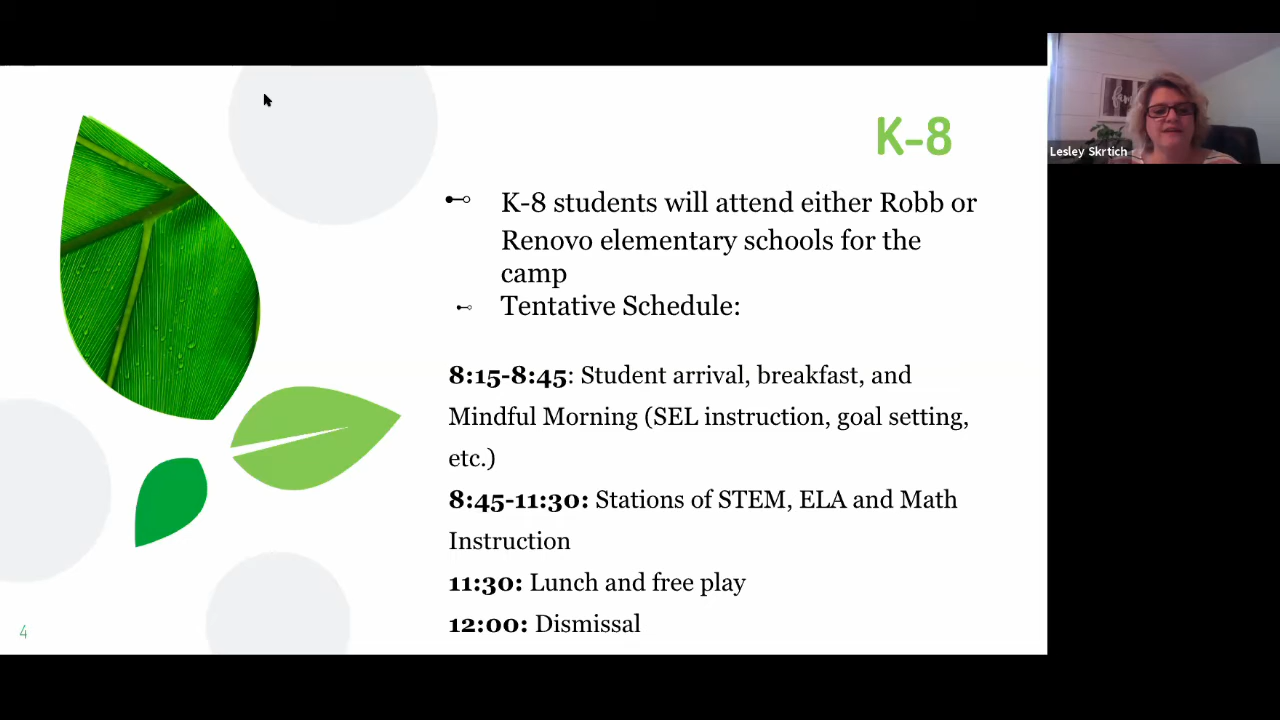 K-8
K-8 students will attend either Robb or
Renovo elementary schools for the
camp
Tentative Schedule:
8:15-8:45: Student arrival, breakfast, and
Mindful Morning (SEL instruction, goal setting,
etc.)
8:45-11:30: Stations of STEM, ELA and Math
Instruction
11:30: Lunch and free play
12:00: Dismissal
4
Lesley Skrtich